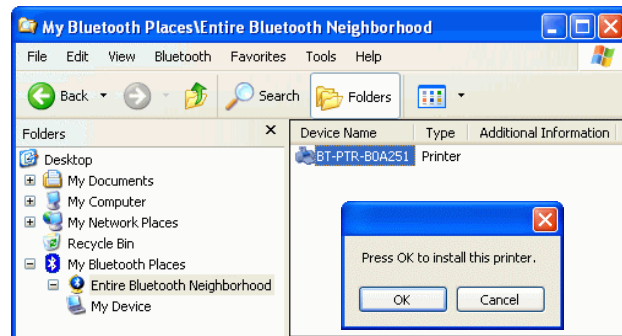 My Bluetooth Places\Entire Bluetooth Neighborhood
File Edit View Bluetooth Favorites Tools Help
Back Search Folders
Folders
Device Name Type Additional Information
Desktop
My Documents
My Computer
My Network Places
Recycle Bin
My Bluetooth Places
Entire Bluetooth Neighborhood
My Device
BT-PTR-B0A251 Printer
Press OK to install this printer.
OK Cancel